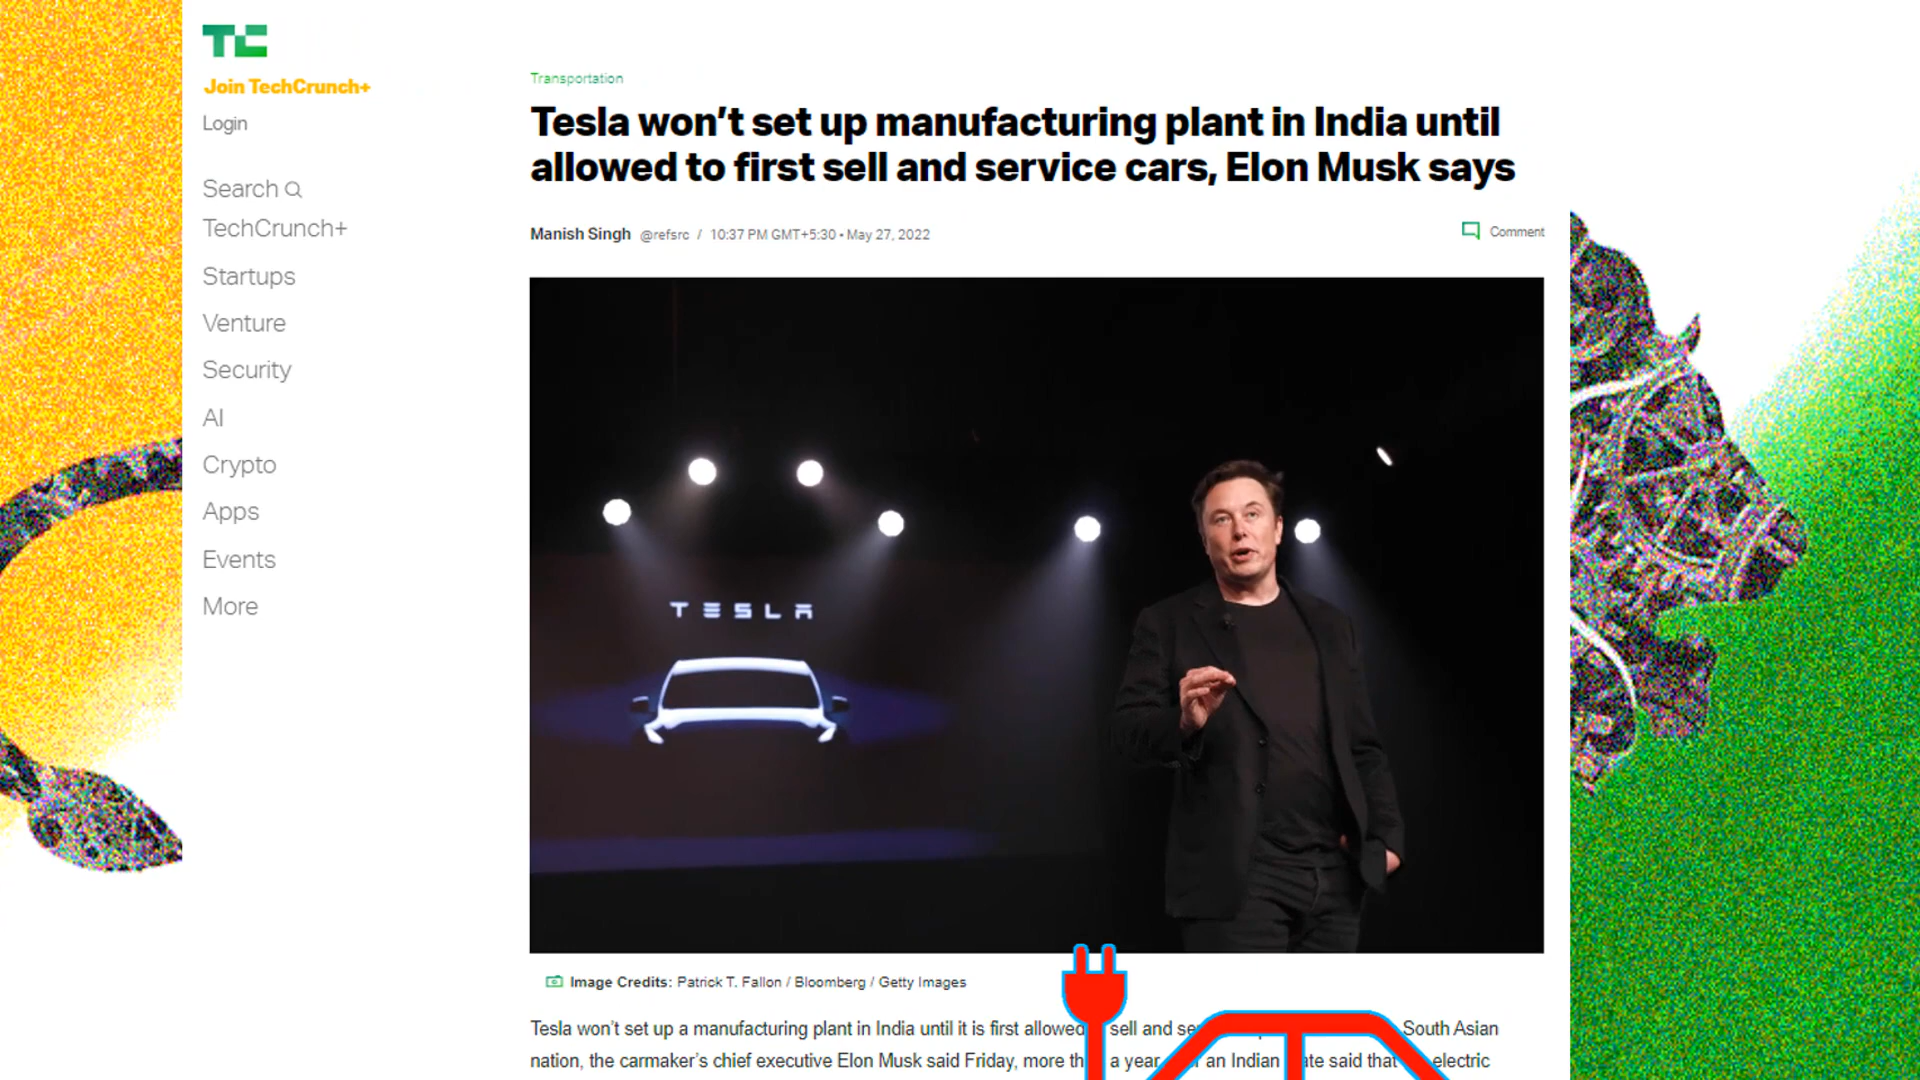 TC
Join TechCrunch+
Login
Search
TechCrunch+
Startups
Venture
Security
AI
Crypto
Apps
Events
More
Transportation
Tesla won't set up manufacturing plant in India until
allowed to first sell and service cars, Elon Musk says
Manish Singh @refsrc / 10:37 PM GMT+5:30 • May 27, 2022
Comment
TESLA
Image Credits: Patrick T. Fallon / Bloomberg / Getty Images
Tesla won't set up a manufacturing plant in India until it is first allowed sell and South Asian
nation, the carmaker's chief executive Elon Musk said Friday, more a year an Indian said that electric